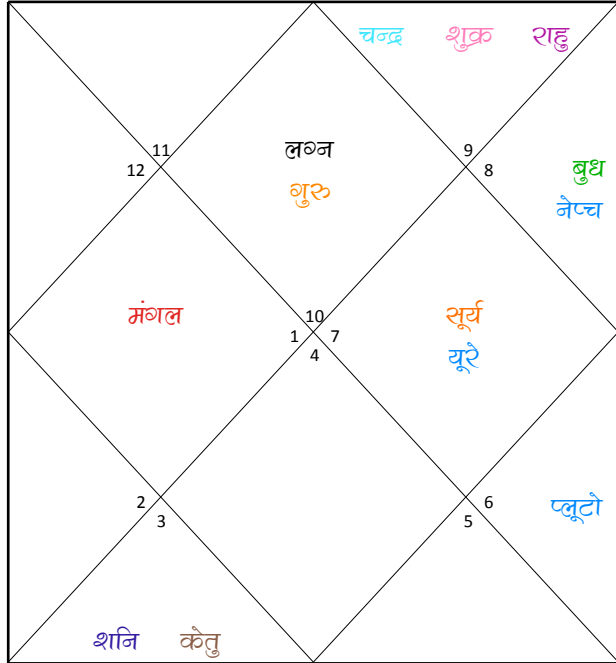 चन्द्र शुक्र राहु
11 लग्न 9
12 गुरु 8 बुध
नेप्च
मंगल 10 सूर्य
1 7
4 यूरे
2 6 प्लूटो
3 5
शनि केतु